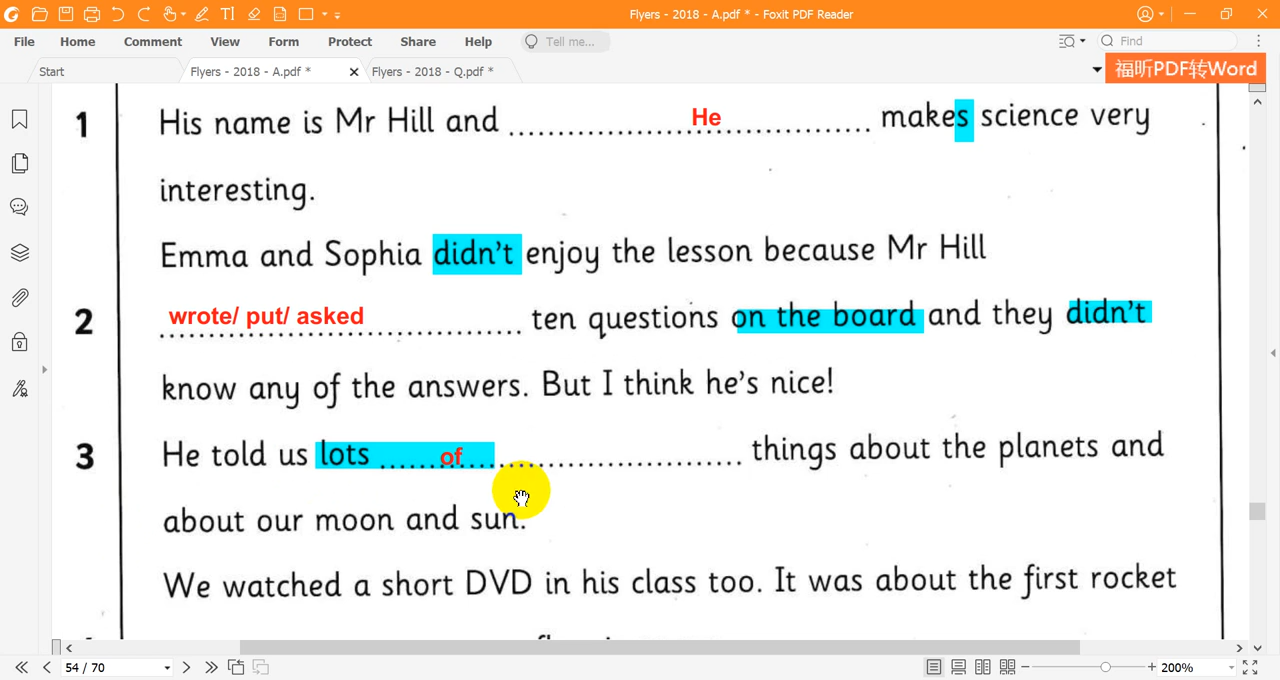 Flyers - 2018 - A.pdf * - Foxit PDF Reader
File Home Comment View Form Protect Share Help Tell me... Find
Start Flyers - 2018 - A.pdf * Flyers - 2018 - Q.pdf * 福昕PDF转Word
1 His name is Mr Hill and ..... He ..... makes science very
interesting.
Emma and Sophia didn't enjoy the lesson because Mr Hill
2 wrote/ put/ asked ..... ten questions on the board and they didn't
know any of the answers. But I think he's nice!
3 He told us lots ..... of ..... things about the planets and
about our moon and sun.
We watched a short DVD in his class too. It was about the first rocket
54 / 70 200%